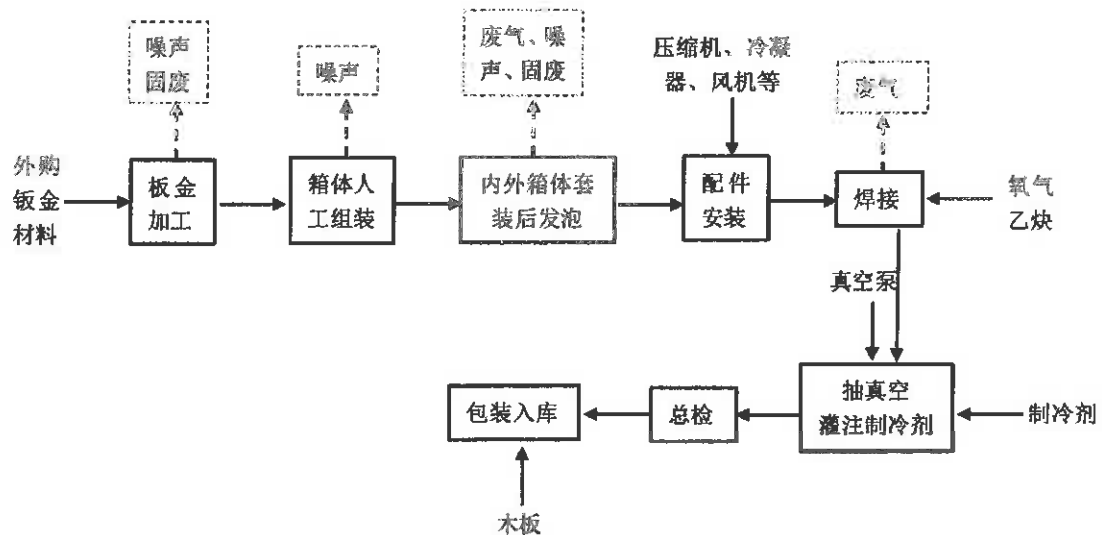 噪声
固废
噪声
废气、噪
声、固废
压缩机、冷凝
器、风机等
废气
外购
钣金
材料
板金
加工
箱体人
工组装
内外箱体套
装后发泡
配件
安装
焊接
氧气
乙炔
真空泵
包装入库
总检
抽真空
灌注制冷剂
制冷剂
木板